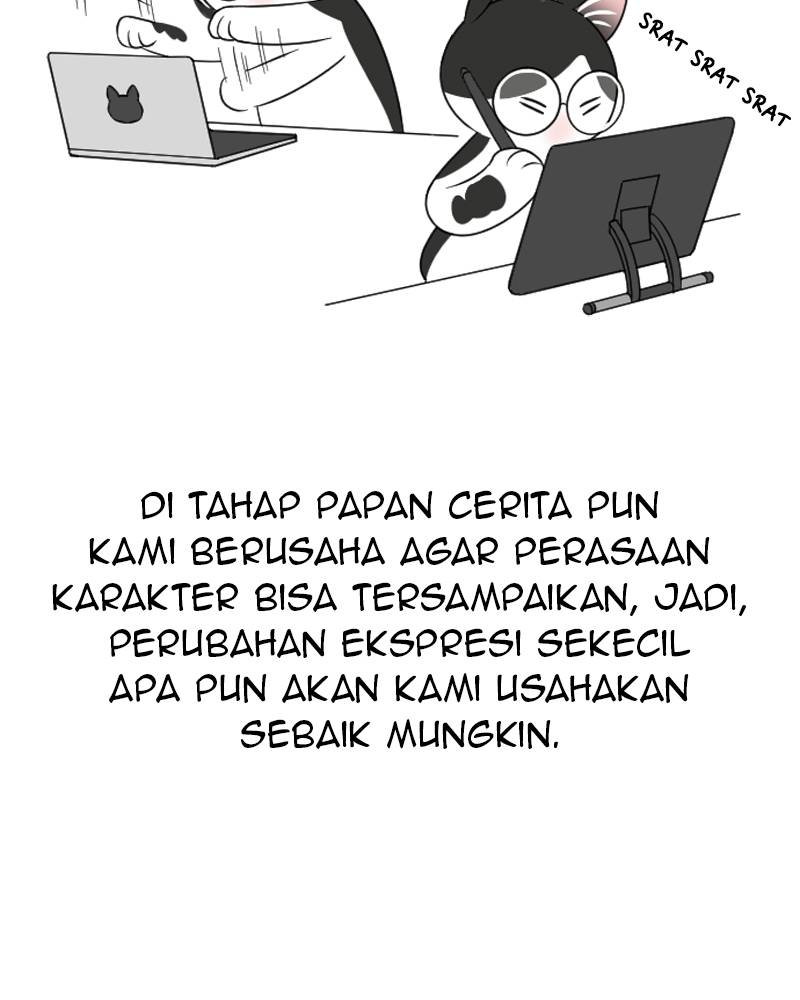 SRAT SRAT SRAT
DI TAHAP PAPAN CERITA PUN
KAMI BERUSAHA AGAR PERASAAN
KARAKTER BISA TERSAMPAIKAN, JADI,
PERUBAHAN EKSPRESI SEKECIL
APA PUN AKAN KAMI USAHAKAN
SEBAIK MUNGKIN.